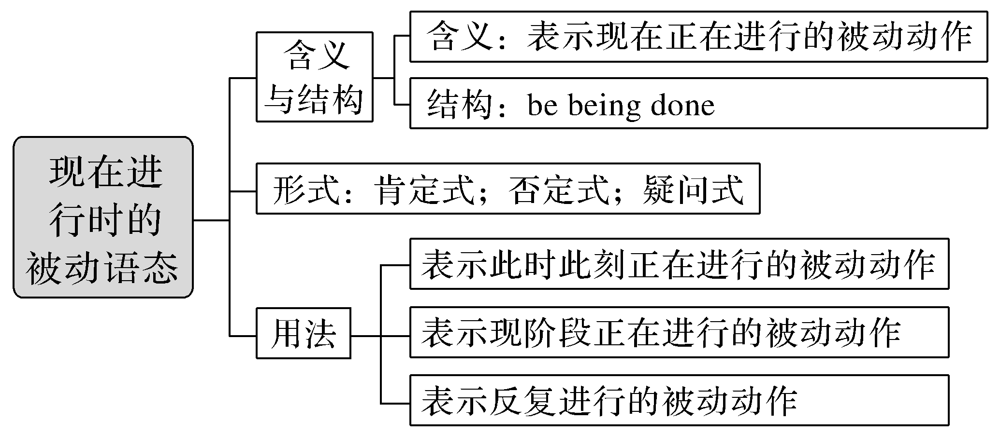 现在进
行时的
被动语态
含义
与结构
含义：表示现在正在进行的被动动作
结构：be being done
形式：肯定式；否定式；疑问式
用法
表示此时此刻正在进行的被动动作
表示现阶段正在进行的被动动作
表示反复进行的被动动作